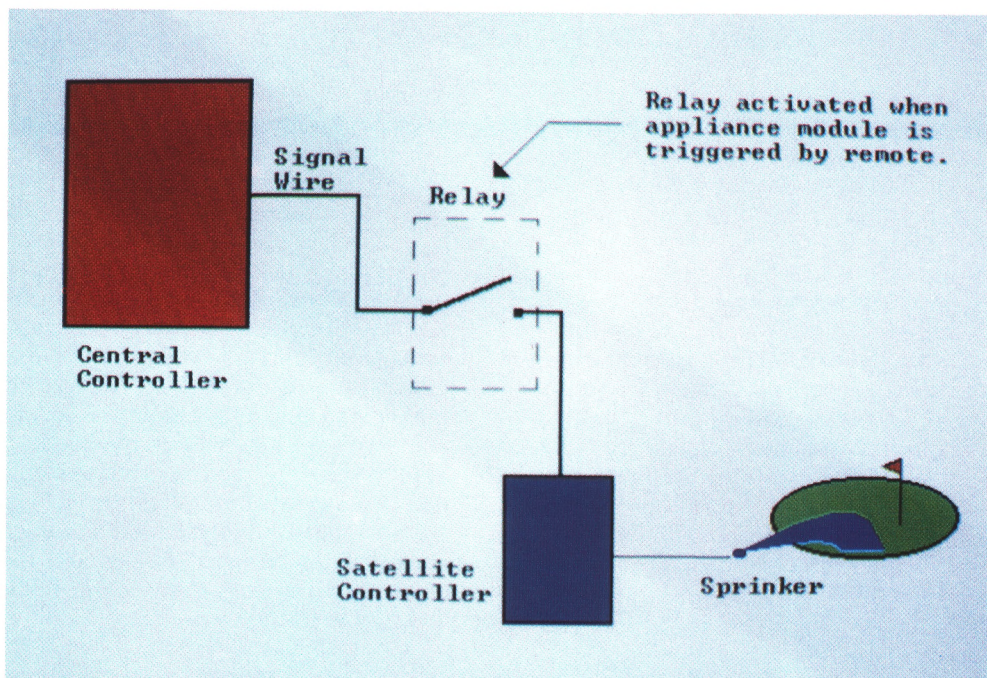 Relay activated when
appliance module is
triggered by remote.
Signal
Wire
Relay
Central
Controller
Satellite
Controller
Sprinker